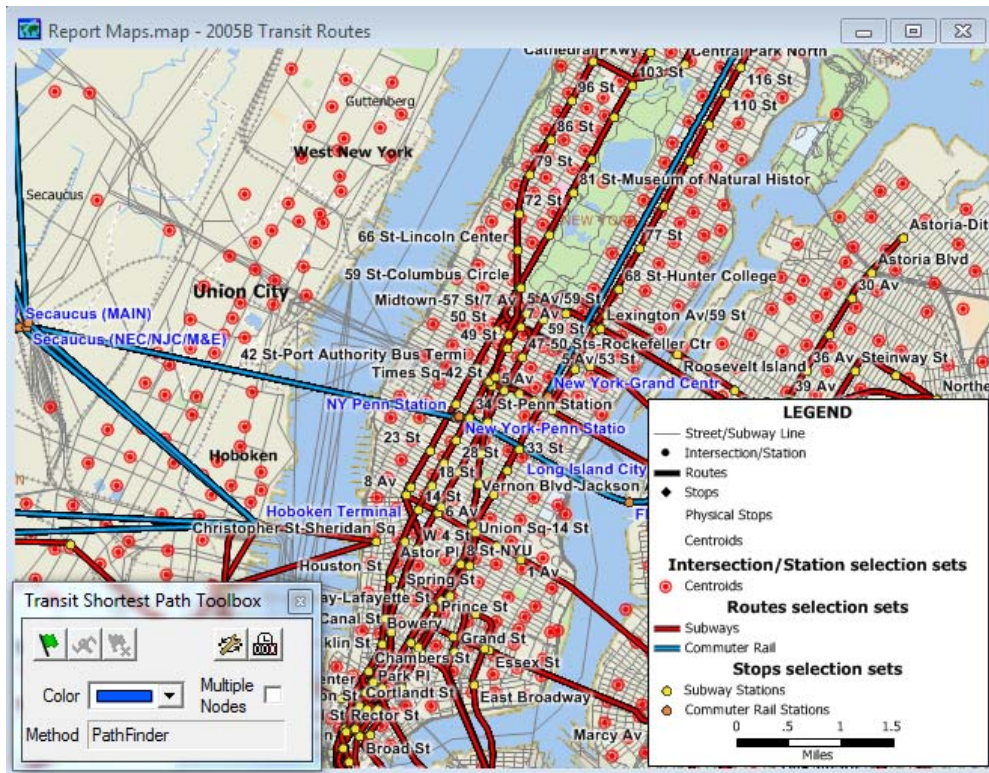 Report Maps.map - 2005B Transit Routes
Cathedral Pkwy
Central Park North
103 St
116 St
96 St
110 St
Guttenberg
86 St
West New York
79 St
81 St-Museum of Natural Histor
Secaucus
72 St
NEW YORK
Astoria-Dit
66 St-Lincoln Center
77 St
Astoria Blvd
59 St-Columbus Circle
68 St-Hunter College
30 Av
Union City
Midtown-57 St/7 Av
5 Av/59 St
Secaucus (MAIN)
50 St
7 Av
Lexington Av/59 St
Secaucus (NEC/NJC/M&E)
49 St
59 St
47-50 Sts-Rockefeller Ctr
42 St-Port Authority Bus Termi
5 Av/53 St
Roosevelt Island
36 Av
Steinway St
Times Sq-42 St
5 Av
New York-Grand Centr
39 Av
Northe
NY Penn Station
34 St-Penn Station
New York-Penn Statio
23 St
33 St
28 St
Hoboken
18 St
Long Island City
8 Av
14 St
Vernon Blvd-Jackson A
Hoboken Terminal
6 Av
Christopher St-Sheridan Sq
W 4 St
Union Sq-14 St
Astor Pl
8 St-NYU
Houston St
1 Av
Spring St
ay-Lafayette St
Prince St
Canal St
Bowery
klin St
Grand St
Chambers St
Essex St
Park Pl
Cortlandt St
East Broadway
Rector St
Broad St
Marcy Av
LEGEND
Street/Subway Line
Intersection/Station
Routes
Stops
Physical Stops
Centroids
Intersection/Station selection sets
Centroids
Routes selection sets
Subways
Commuter Rail
Stops selection sets
Subway Stations
Commuter Rail Stations
0 .5 1 1.5
Miles
Transit Shortest Path Toolbox
Color
Multiple
Nodes
Method PathFinder